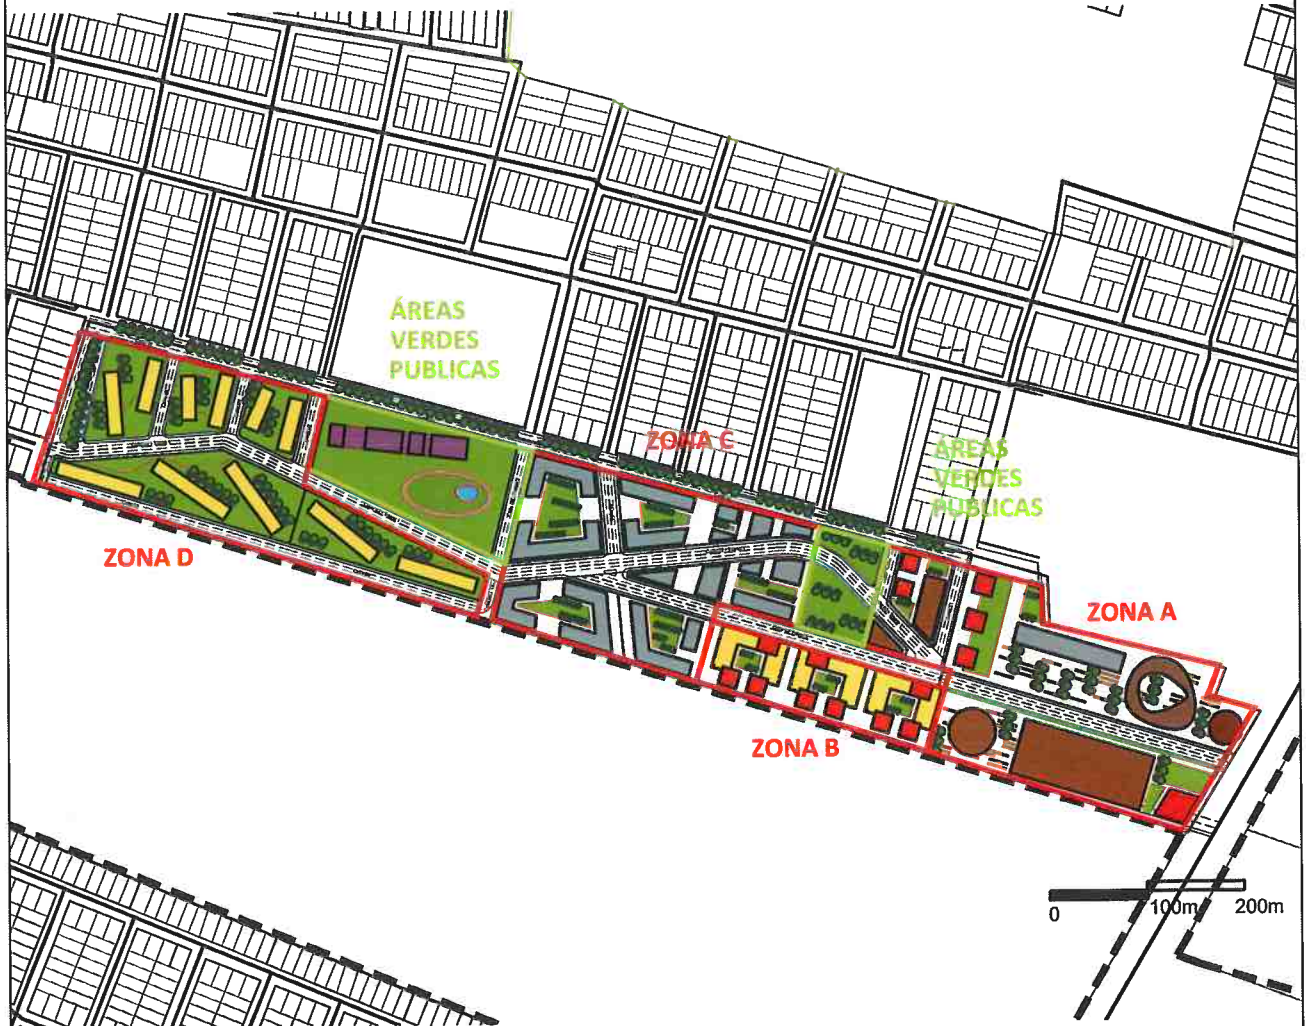 ÁREAS
VERDES
PUBLICAS
ZONA C
ÁREAS
VERDES
PUBLICAS
ZONA D
ZONA A
ZONA B
0
100m
200m